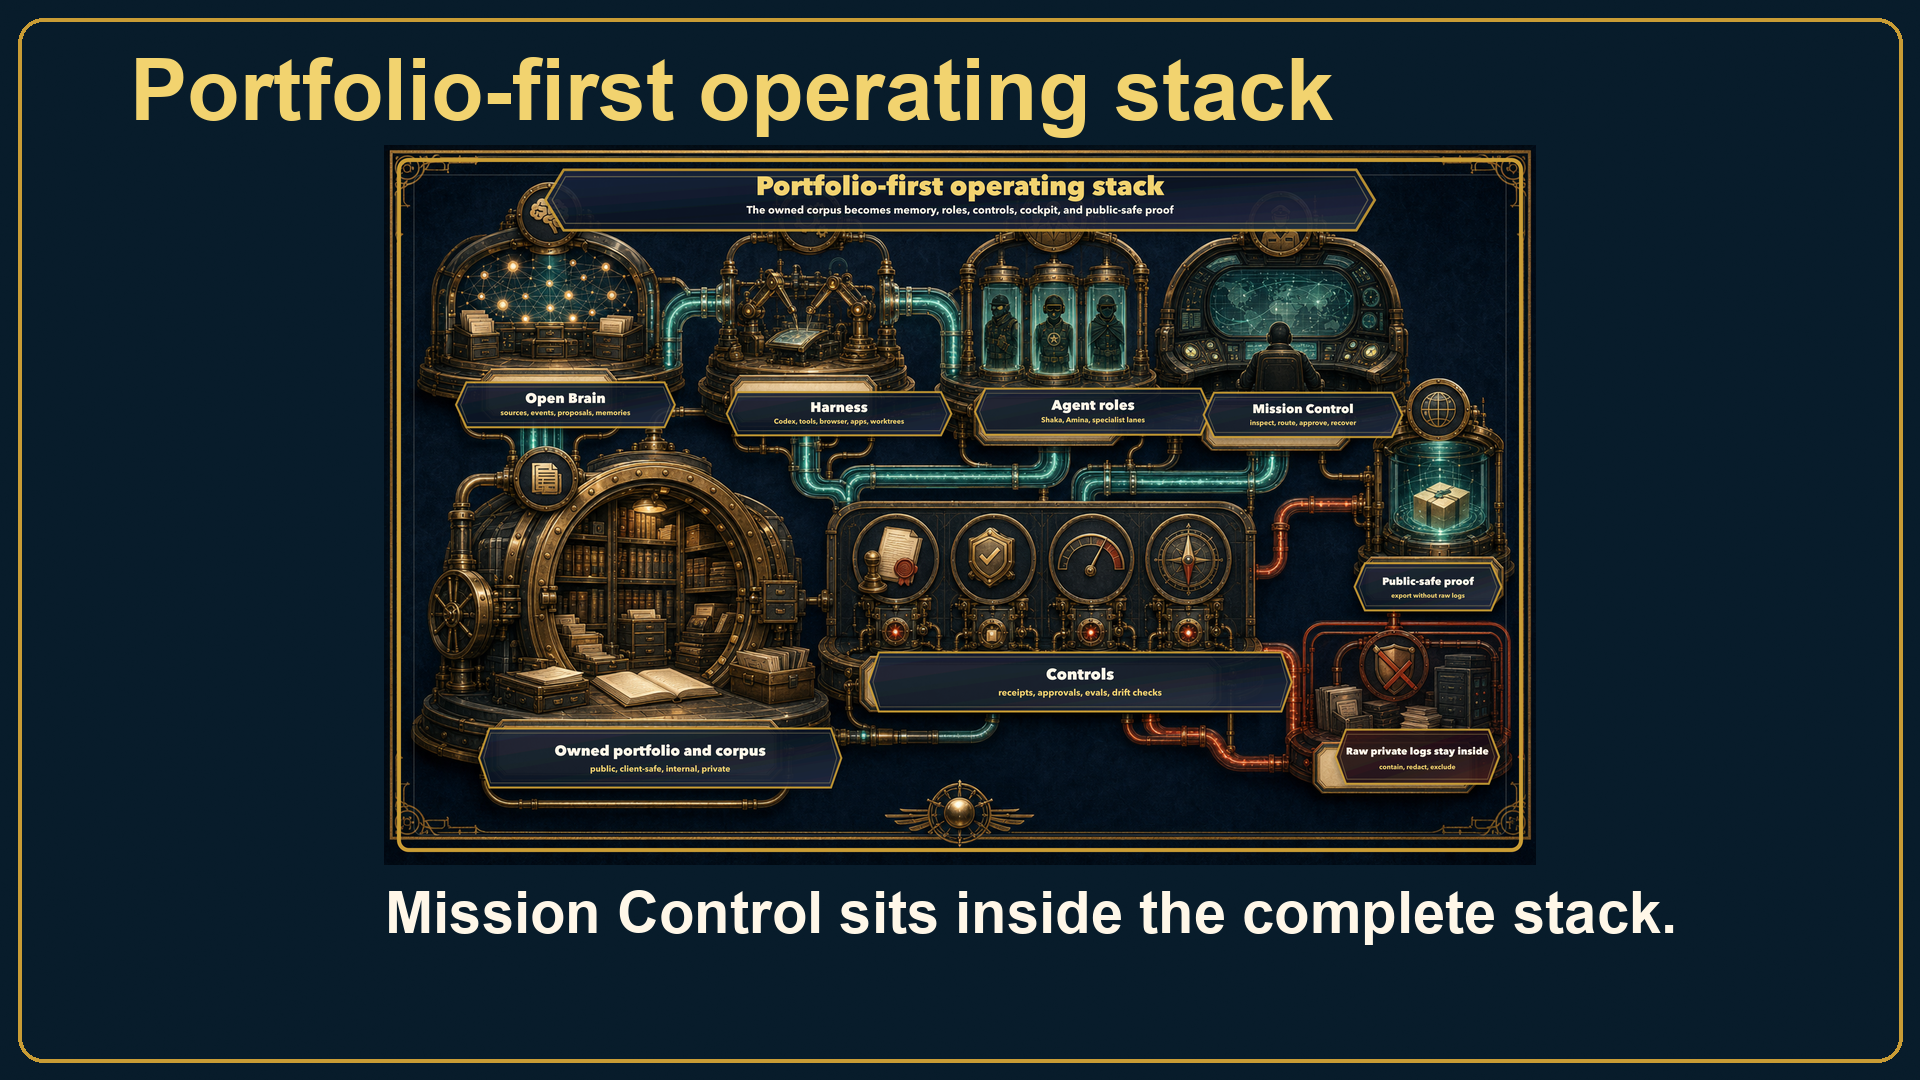 Portfolio-first operating stack
Portfolio-first operating stack
The owned corpus becomes memory, roles, controls, cockpit, and public-safe proof
Open Brain
sources, events, proposals, memories
Harness
Codex, tools, browser, apps, worktrees
Agent roles
Shaka, Amina, specialist lanes
Mission Control
inspect, route, approve, recover
Public-safe proof
export without raw logs
Controls
receipts, approvals, evals, drift checks
Owned portfolio and corpus
public, client-safe, internal, private
Raw private logs stay inside
contain, redact, exclude
Mission Control sits inside the complete stack.